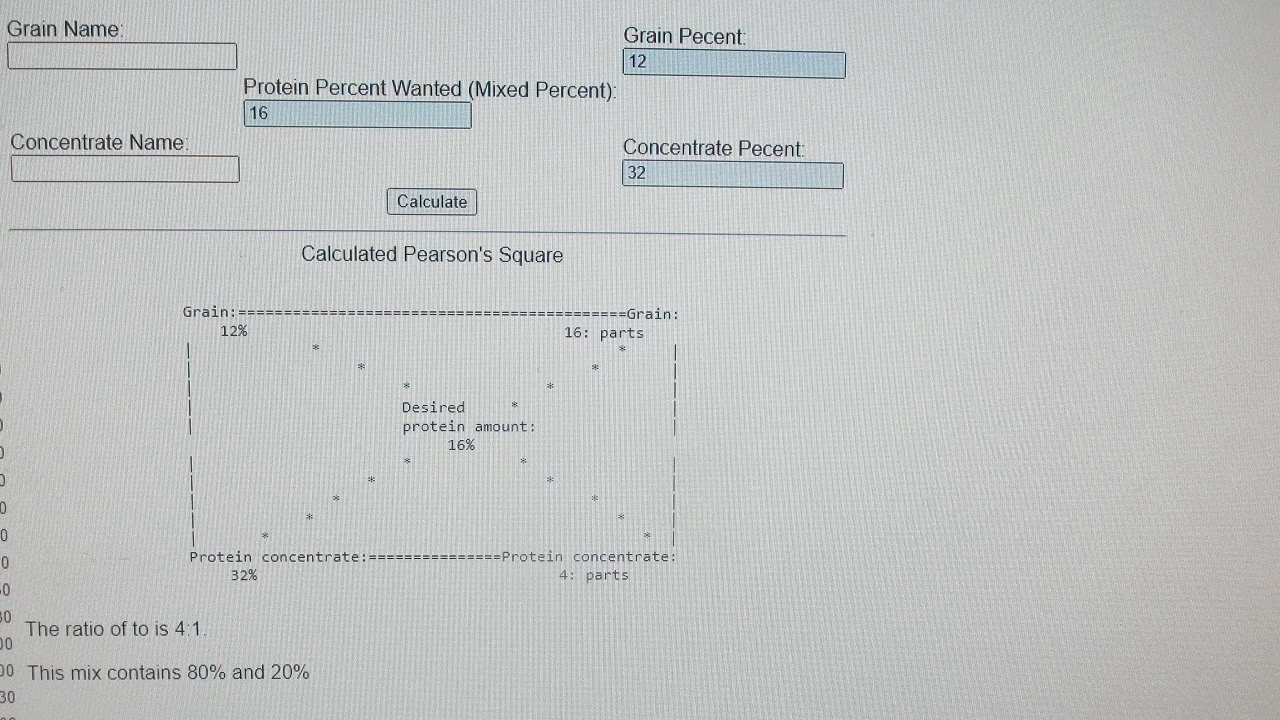 Grain Name:
Grain Pecent:
12
Protein Percent Wanted (Mixed Percent):
16
Concentrate Name:
Concentrate Pecent:
32
Calculate
Calculated Pearson's Square
Grain:===========================================Grain:
12% 16: parts
Desired
protein amount:
16%
Protein concentrate:===============Protein concentrate:
32% 4: parts
The ratio of to is 4:1.
This mix contains 80% and 20%